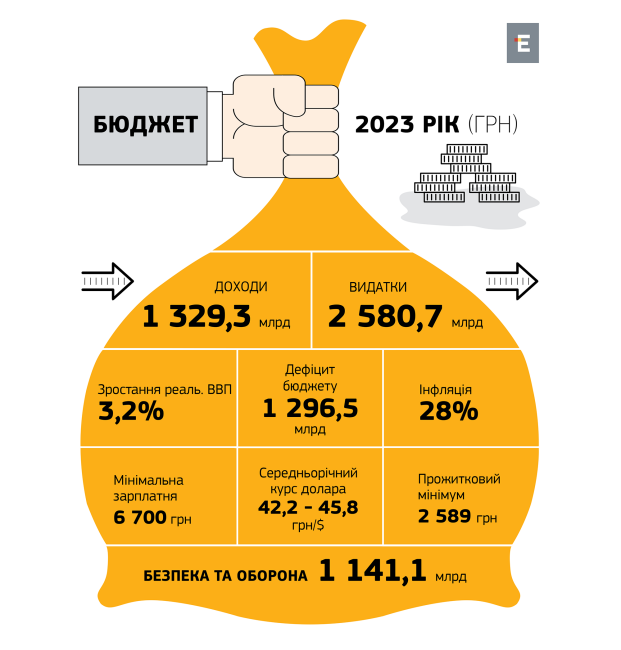 Є
БЮДЖЕТ
2023 РІК (ГРН)
ДОХОДИ
1 329,3 млрд
ВИДАТКИ
2 580,7 млрд
Зростання реаль. ВВП
3,2%
Дефіцит
бюджету
1 296,5
млрд
Інфляція
28%
Мінімальна
зарплатня
6 700 грн
Середньорічний
курс долара
42,2 - 45,8
грн/$
Прожитковий
мінімум
2 589 грн
БЕЗПЕКА ТА ОБОРОНА 1 141,1 млрд